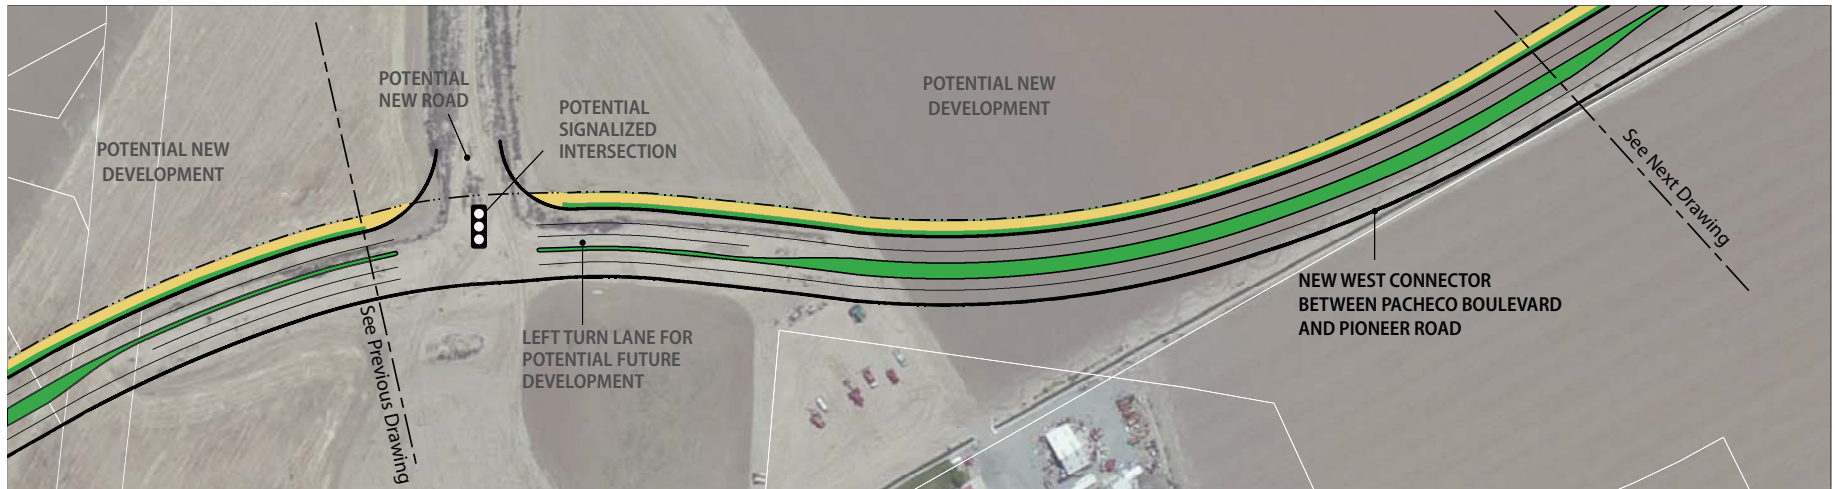 POTENTIAL
NEW ROAD
POTENTIAL
SIGNALIZED
INTERSECTION
POTENTIAL NEW
DEVELOPMENT
POTENTIAL NEW
DEVELOPMENT
See Next Drawing
NEW WEST CONNECTOR
BETWEEN PACHECO BOULEVARD
AND PIONEER ROAD
See Previous Drawing
LEFT TURN LANE FOR
POTENTIAL FUTURE
DEVELOPMENT